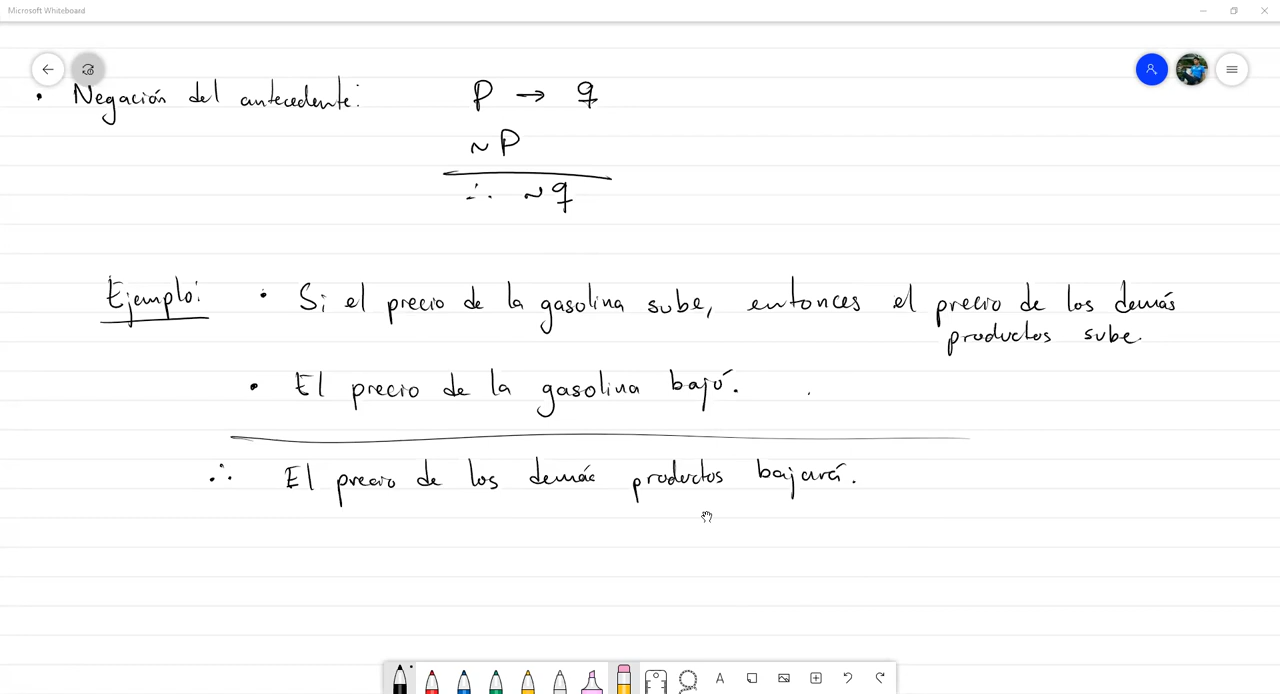 Microsoft Whiteboard
• Negación del antecedente: P → q
~P
∴ ~q
Ejemplo: • Si el precio de la gasolina sube, entonces el precio de los demás
productos sube.
• El precio de la gasolina bajó.
∴ El precio de los demás productos bajará.
A